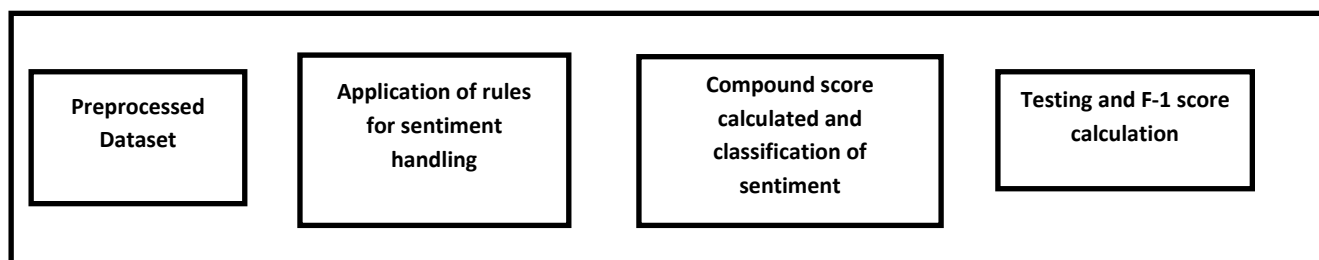 Preprocessed
Dataset
Application of rules
for sentiment
handling
Compound score
calculated and
classification of
sentiment
Testing and F-1 score
calculation